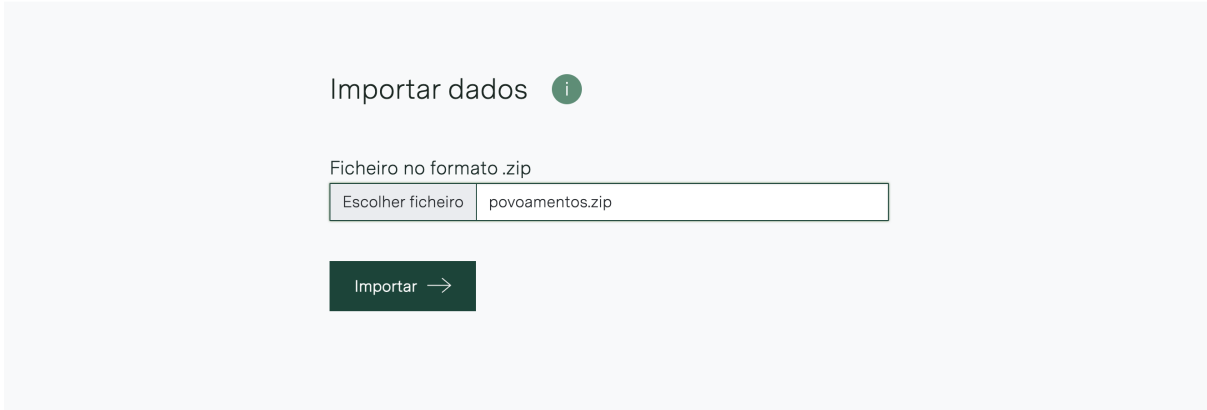 Importar dados i
Ficheiro no formato .zip
Escolher ficheiro povoamentos.zip
Importar →